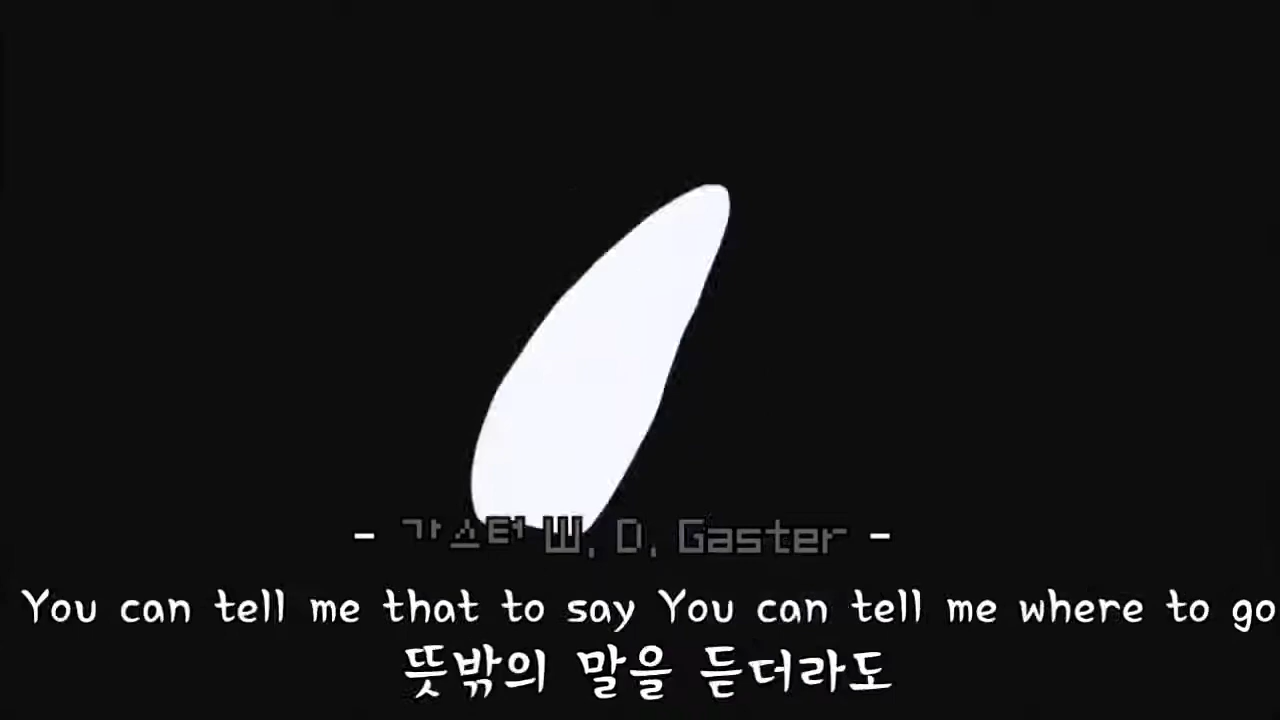 - 가스터 W. D. Gaster -
You can tell me that to say You can tell me where to go
뜻밖의 말을 듣더라도